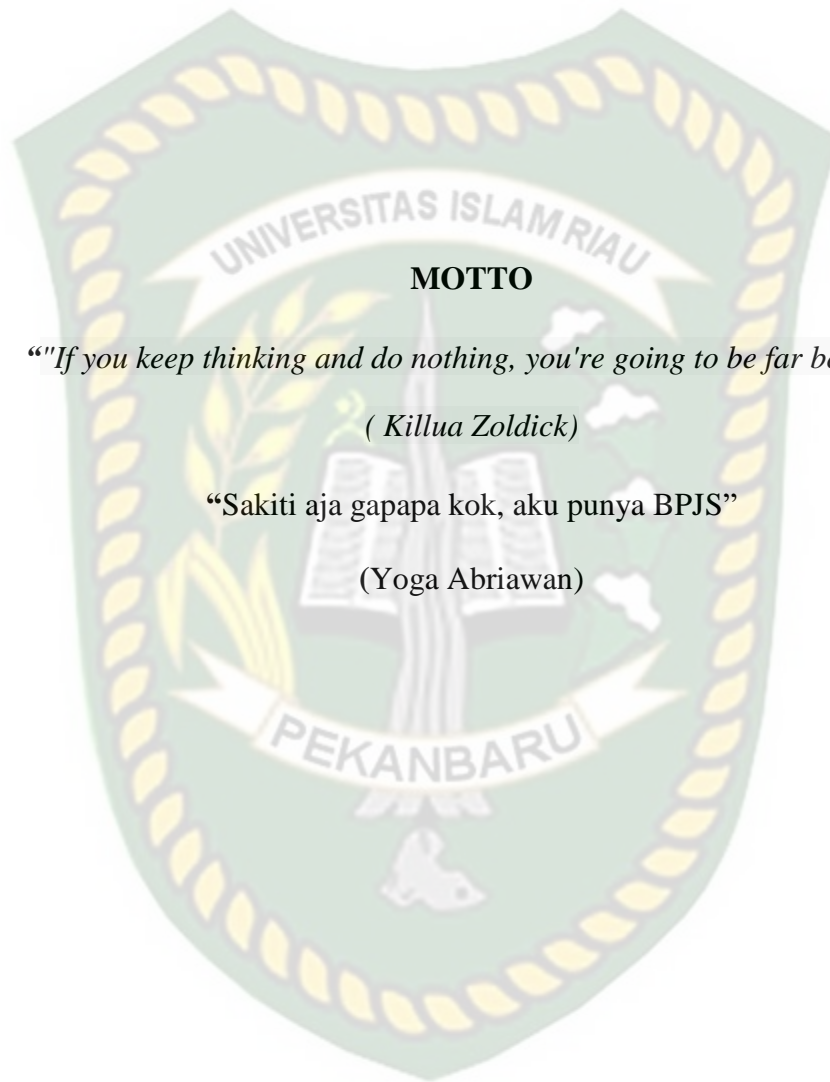 UNIVERSITAS ISLAM RIAU
MOTTO
“"If you keep thinking and do nothing, you're going to be far
( Killua Zoldick)
“Sakiti aja gapapa kok, aku punya BPJS”
(Yoga Abriawan)
PEKANBARU